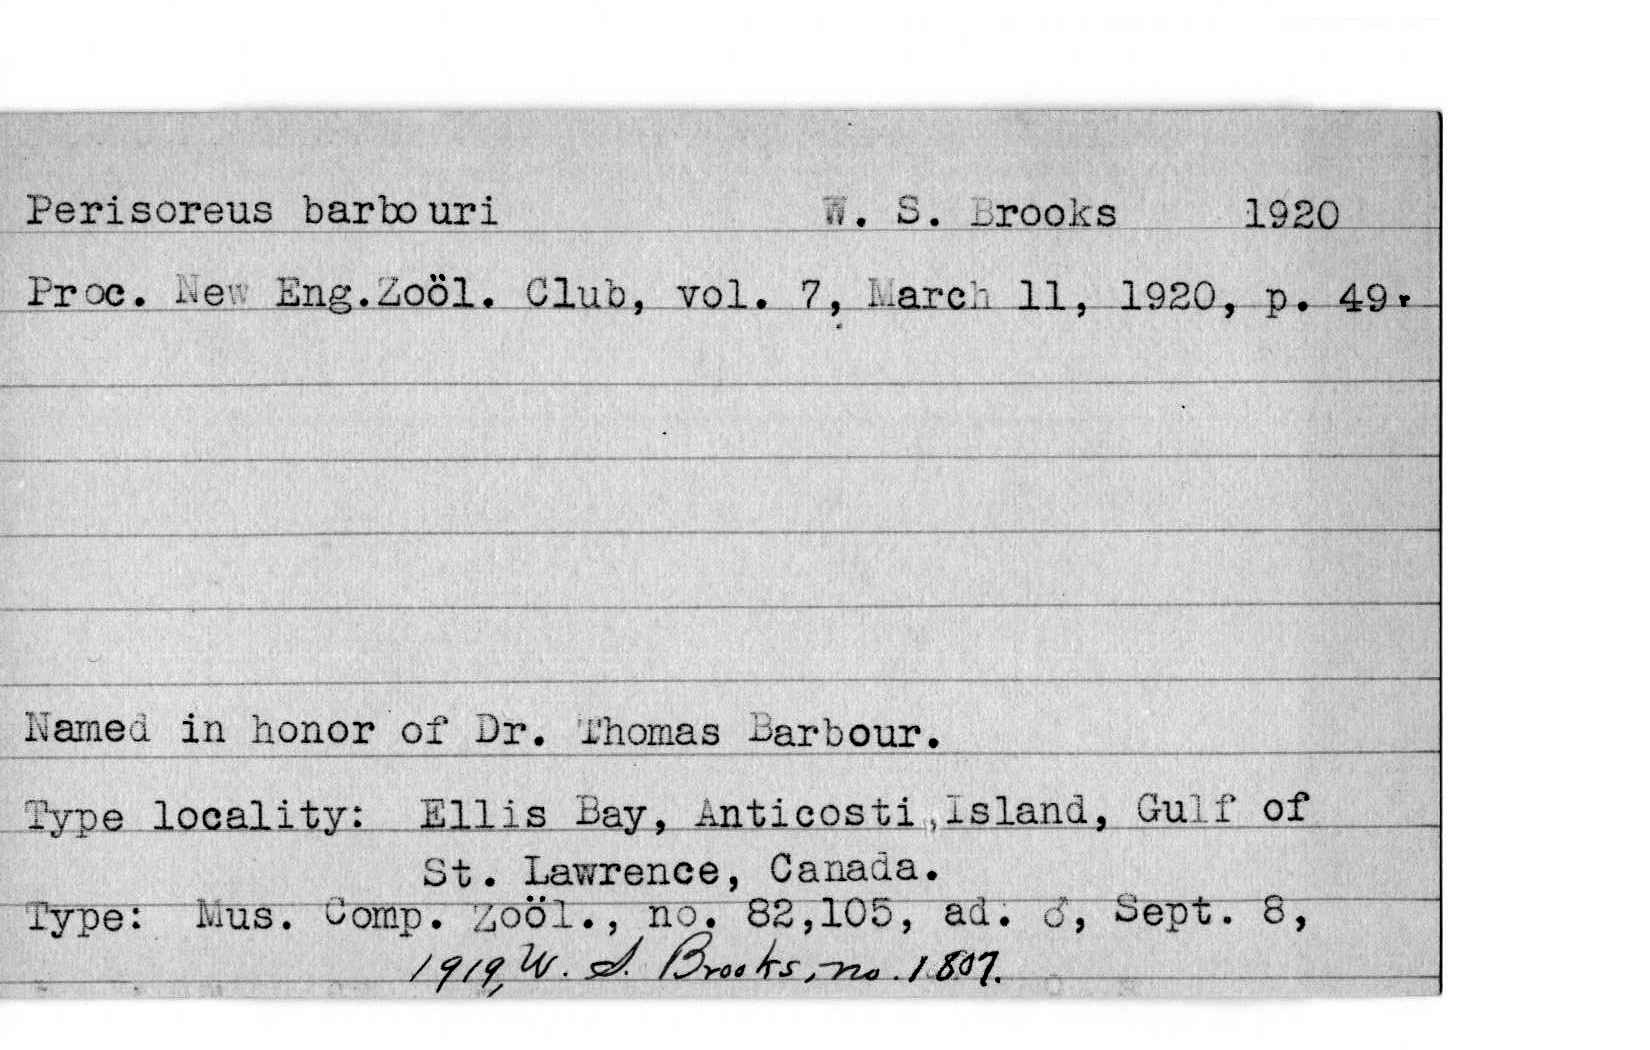 Perisoreus barbouri W. S. Brooks 1920
Proc. New Eng.Zoöl. Club, vol. 7, March 11, 1920, p. 49.
Named in honor of Dr. Thomas Barbour.
Type locality: Ellis Bay, Anticosti, Island, Gulf of
St. Lawrence, Canada.
Type: Mus. Comp. Zoöl., no. 82,105, ad. ♂, Sept. 8,
1919, W. S. Brooks, no. 1807.